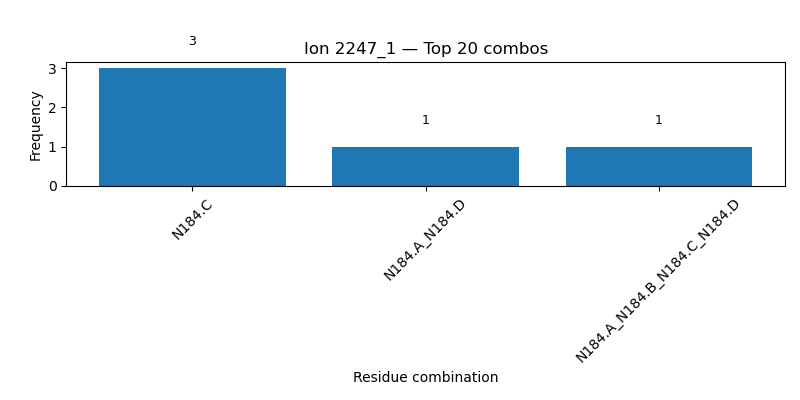 3
Ion 2247_1 — Top 20 combos
Frequency
3
2
1
0
1
1
N184.C
N184.A_N184.D
N184.A_N184.B_N184.C_N184.D
Residue combination